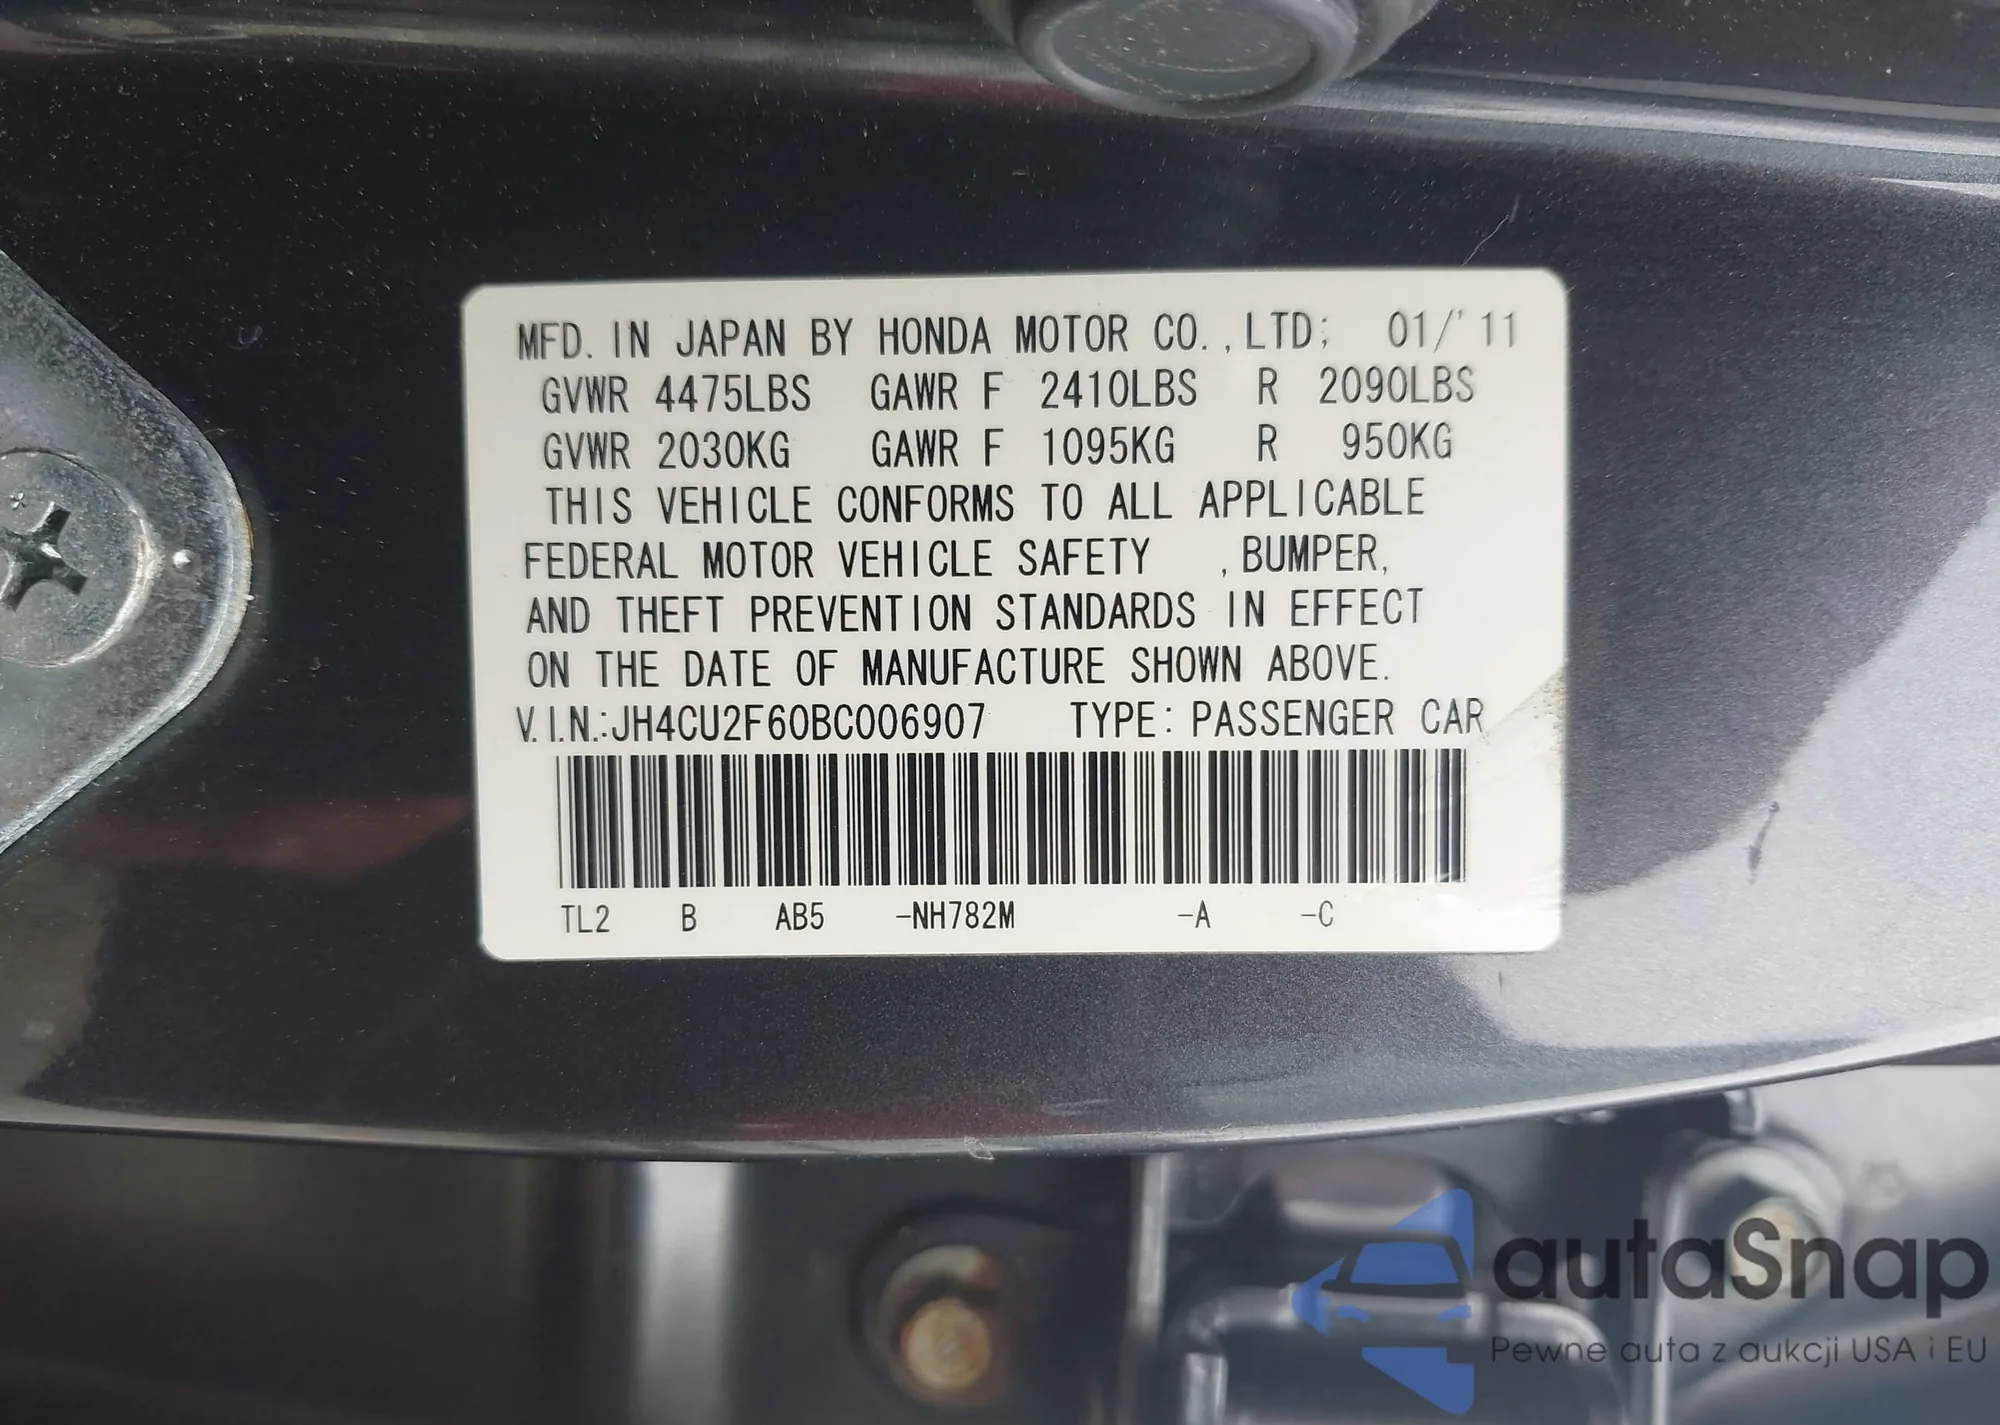 MFD. IN JAPAN BY HONDA MOTOR CO., LTD; 01/'11
GVWR 4475LBS GAWR F 2410LBS R 2090LBS
GVWR 2030KG GAWR F 1095KG R 950KG
THIS VEHICLE CONFORMS TO ALL APPLICABLE
FEDERAL MOTOR VEHICLE SAFETY , BUMPER,
AND THEFT PREVENTION STANDARDS IN EFFECT
ON THE DATE OF MANUFACTURE SHOWN ABOVE.
V.I.N.:JH4CU2F60BC006907 TYPE: PASSENGER CAR
TL2 B AB5 -NH782M -A -C
autaSnap
Pewne auta z aukcji USA i EU